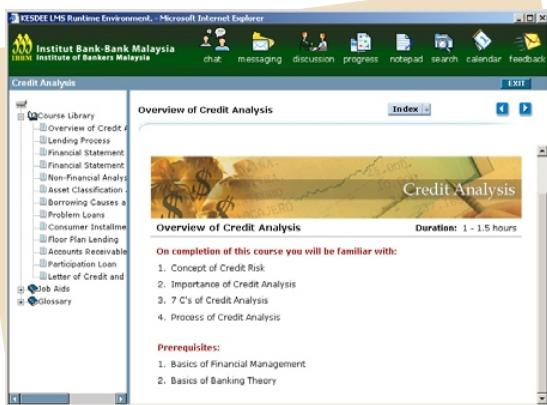 KESDEE LMS Runtime Environment. - Microsoft Internet Explorer
IBBM
Institut Bank-Bank Malaysia
Institute of Bankers Malaysia
chat messaging discussion progress notepad search calendar feedback
Credit Analysis
EXIT
Course Library
Overview of Credit A
Lending Process
Financial Statement
Financial Statement
Non-Financial Analys
Asset Classification
Borrowing Causes a
Problem Loans
Consumer Installme
Floor Plan Lending
Accounts Receivable
Participation Loan
Letter of Credit and
Job Aids
Glossary
Overview of Credit Analysis
Index
Credit Analysis
Overview of Credit Analysis Duration: 1 - 1.5 hours
On completion of this course you will be familiar with:
1. Concept of Credit Risk
2. Importance of Credit Analysis
3. 7 C's of Credit Analysis
4. Process of Credit Analysis
Prerequisites:
1. Basics of Financial Management
2. Basics of Banking Theory